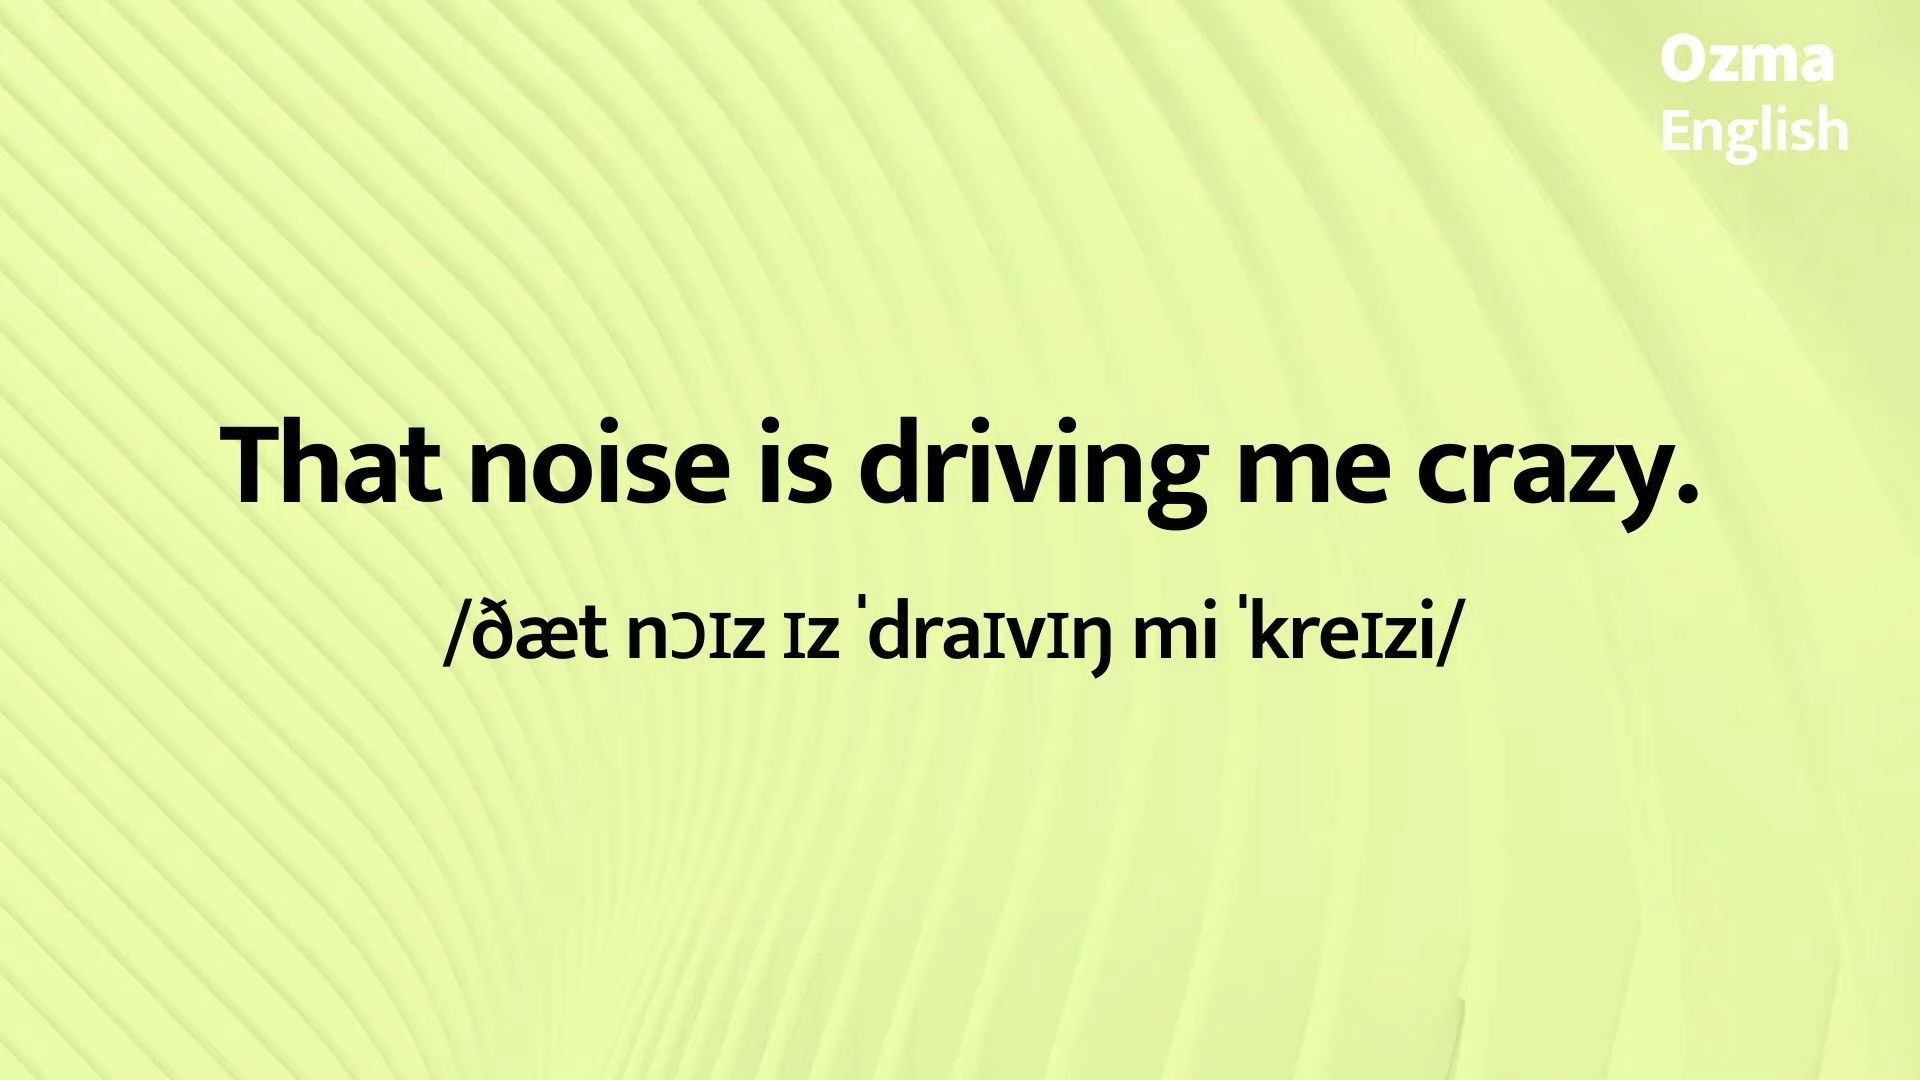 Ozma
English
That noise is driving me crazy.
/ðæt nɔɪz ɪz ˈdraɪvɪŋ mi ˈkreɪzi/